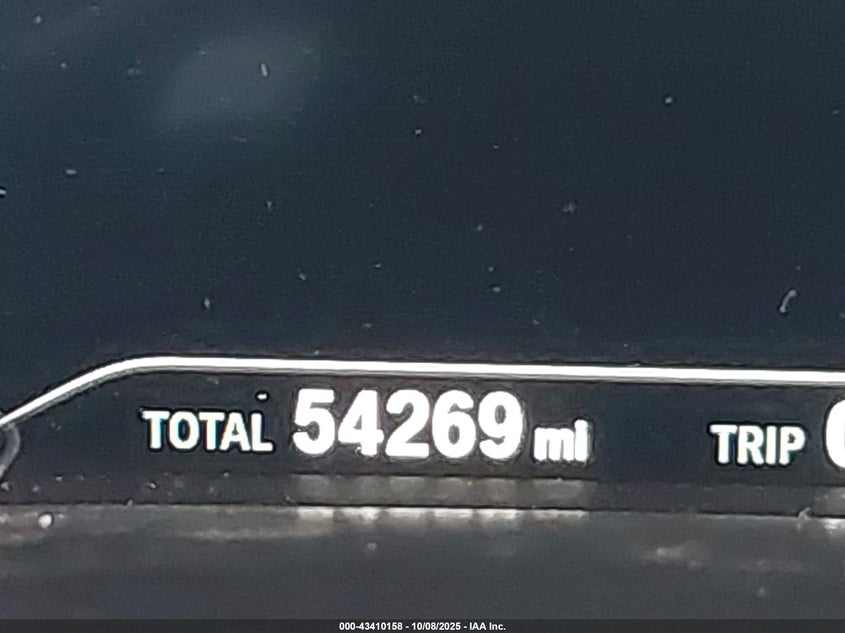 TOTAL 54269 mi TRIP
000-43410158 - 10/08/2025 - IAA Inc.